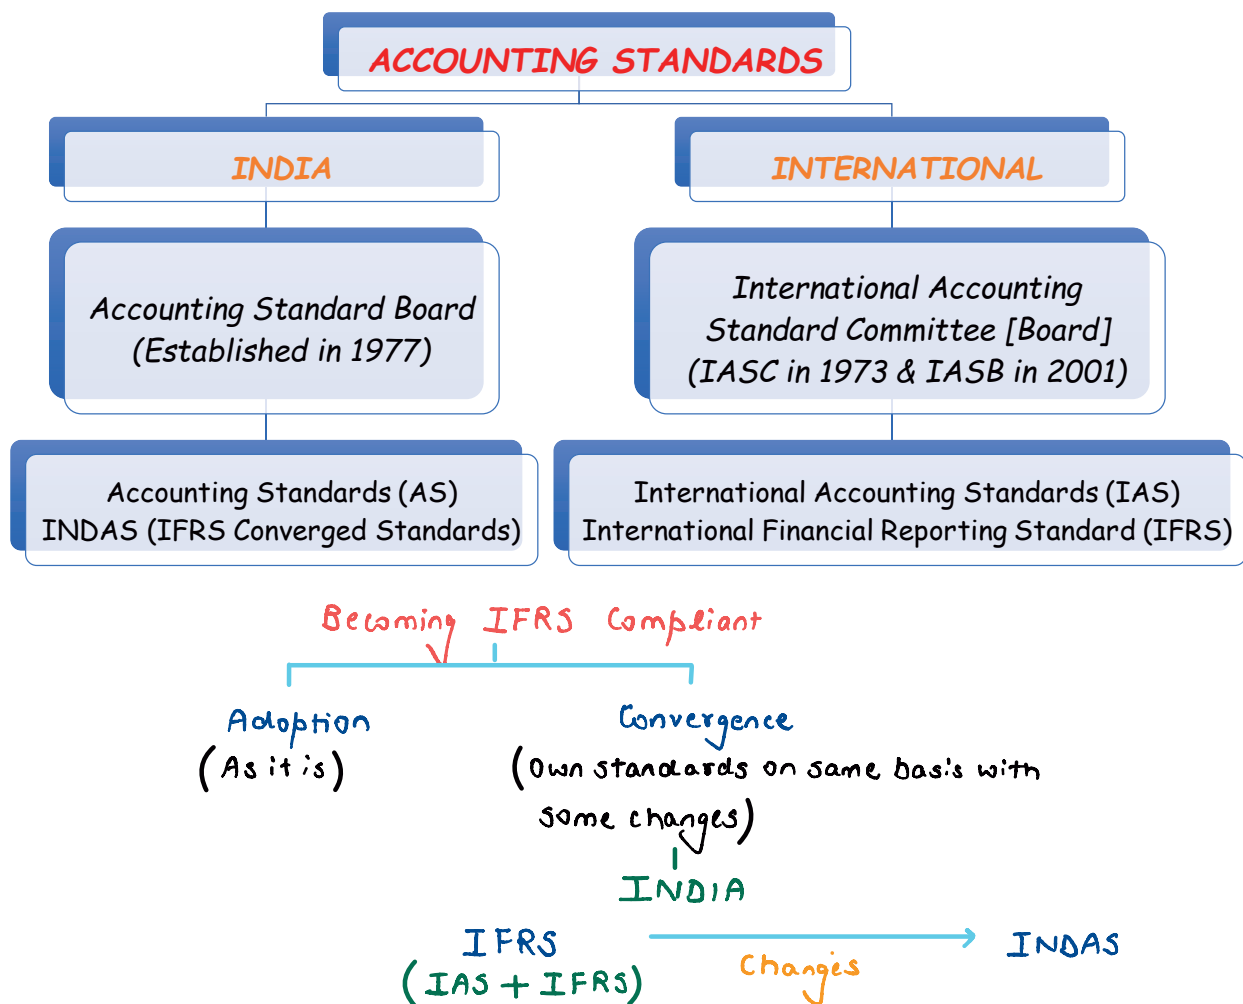 ACCOUNTING STANDARDS
INDIA
INTERNATIONAL
Accounting Standard Board
(Established in 1977)
International Accounting
Standard Committee [Board]
(IASC in 1973 & IASB in 2001)
Accounting Standards (AS)
INDAS (IFRS Converged Standards)
International Accounting Standards (IAS)
International Financial Reporting Standard (IFRS)
Becoming IFRS Compliant
Adoption
(As it is)
Convergence
(Own standards on same basis with
some changes)
INDIA
IFRS
(IAS + IFRS)
Changes
INDAS